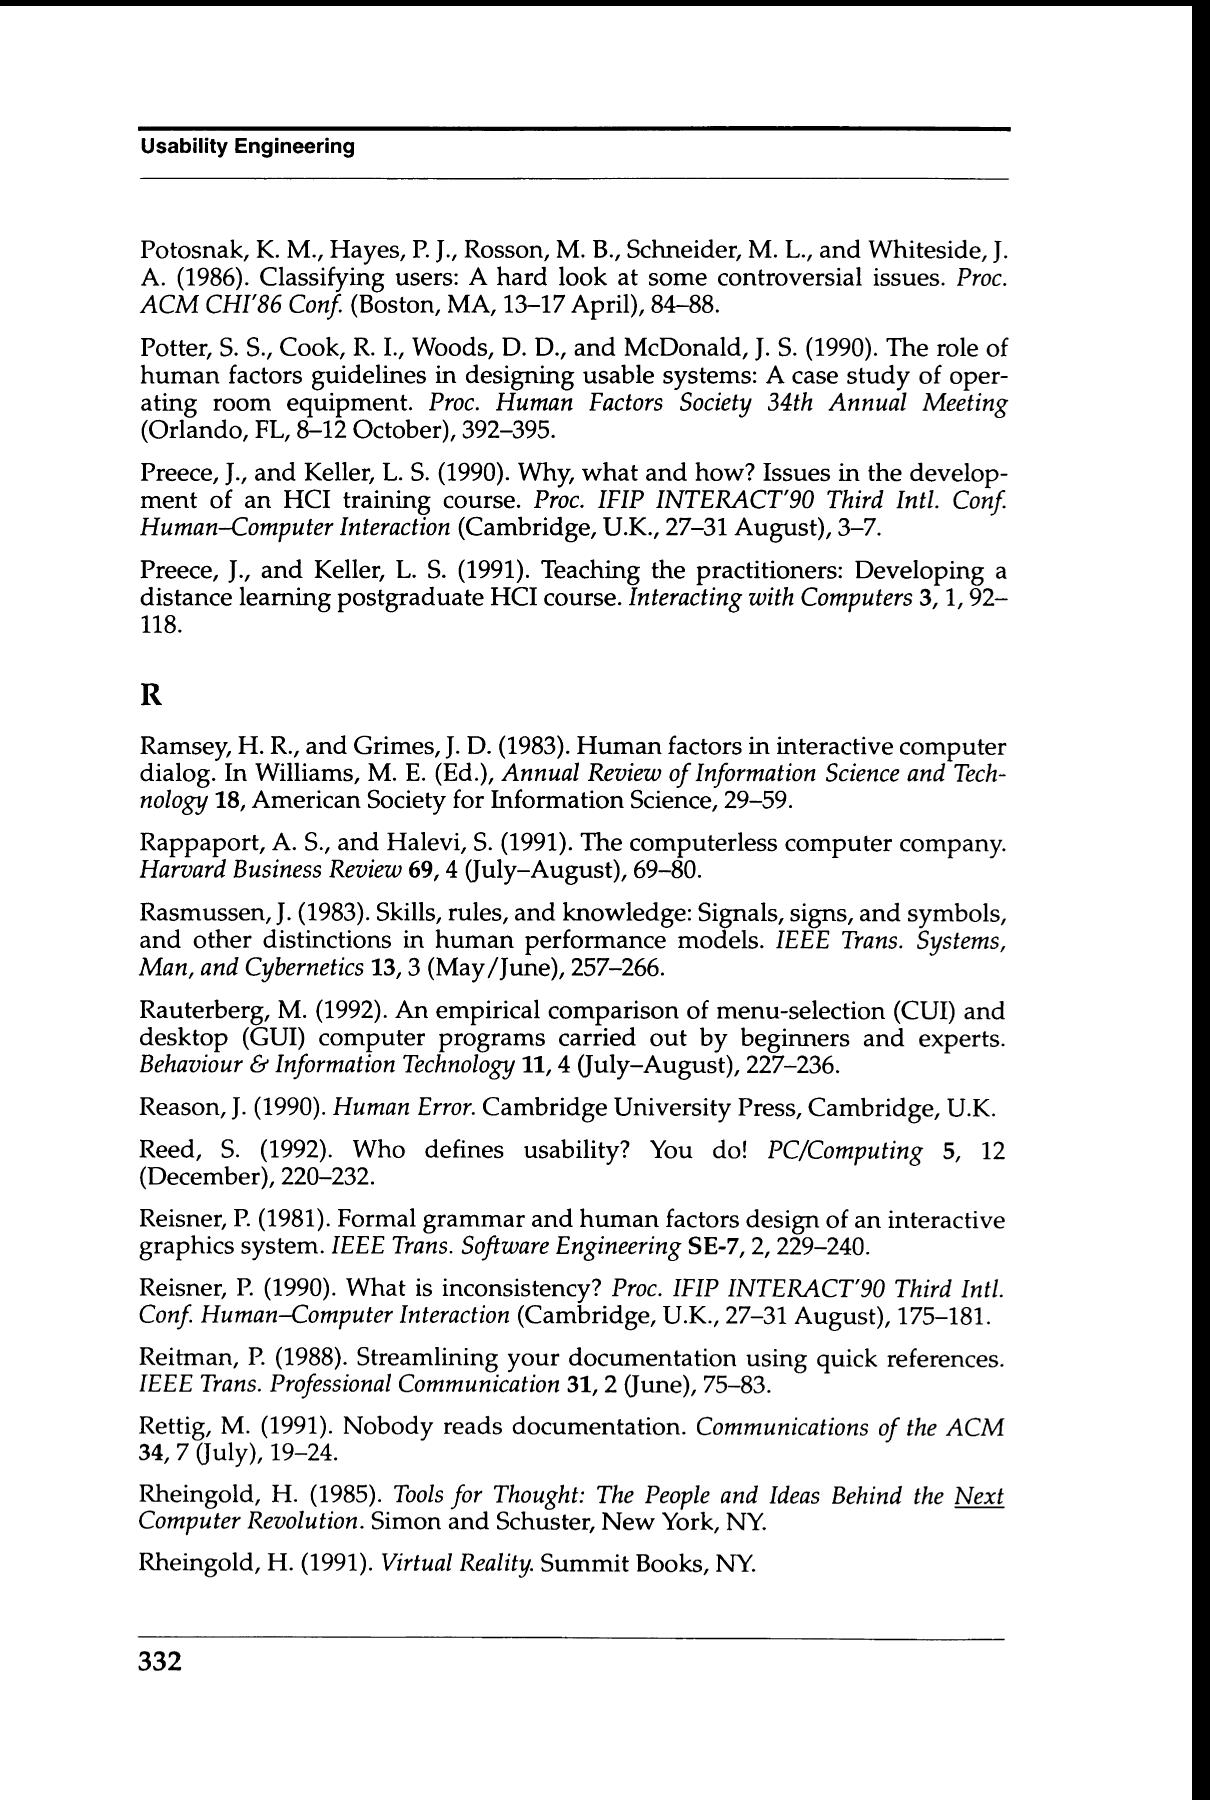 Usability Engineering
Potosnak, K. M., Hayes, P. J., Rosson, M. B., Schneider, M. L., and Whiteside, J.
A. (1986). Classifying users: A hard look at some controversial issues. Proc.
ACM CHI'86 Conf. (Boston, MA, 13–17 April), 84–88.
Potter, S. S., Cook, R. I., Woods, D. D., and McDonald, J. S. (1990). The role of
human factors guidelines in designing usable systems: A case study of oper-
ating room equipment. Proc. Human Factors Society 34th Annual Meeting
(Orlando, FL, 8–12 October), 392–395.
Preece, J., and Keller, L. S. (1990). Why, what and how? Issues in the develop-
ment of an HCI training course. Proc. IFIP INTERACT'90 Third Intl. Conf.
Human–Computer Interaction (Cambridge, U.K., 27–31 August), 3–7.
Preece, J., and Keller, L. S. (1991). Teaching the practitioners: Developing a
distance learning postgraduate HCI course. Interacting with Computers 3, 1, 92–
118.
R
Ramsey, H. R., and Grimes, J. D. (1983). Human factors in interactive computer
dialog. In Williams, M. E. (Ed.), Annual Review of Information Science and Tech-
nology 18, American Society for Information Science, 29–59.
Rappaport, A. S., and Halevi, S. (1991). The computerless computer company.
Harvard Business Review 69, 4 (July–August), 69–80.
Rasmussen, J. (1983). Skills, rules, and knowledge: Signals, signs, and symbols,
and other distinctions in human performance models. IEEE Trans. Systems,
Man, and Cybernetics 13, 3 (May/June), 257–266.
Rauterberg, M. (1992). An empirical comparison of menu-selection (CUI) and
desktop (GUI) computer programs carried out by beginners and experts.
Behaviour & Information Technology 11, 4 (July–August), 227–236.
Reason, J. (1990). Human Error. Cambridge University Press, Cambridge, U.K.
Reed, S. (1992). Who defines usability? You do! PC/Computing 5, 12
(December), 220–232.
Reisner, P. (1981). Formal grammar and human factors design of an interactive
graphics system. IEEE Trans. Software Engineering SE-7, 2, 229–240.
Reisner, P. (1990). What is inconsistency? Proc. IFIP INTERACT'90 Third Intl.
Conf. Human–Computer Interaction (Cambridge, U.K., 27–31 August), 175–181.
Reitman, P. (1988). Streamlining your documentation using quick references.
IEEE Trans. Professional Communication 31, 2 (June), 75–83.
Rettig, M. (1991). Nobody reads documentation. Communications of the ACM
34, 7 (July), 19–24.
Rheingold, H. (1985). Tools for Thought: The People and Ideas Behind the Next
Computer Revolution. Simon and Schuster, New York, NY.
Rheingold, H. (1991). Virtual Reality. Summit Books, NY.
332